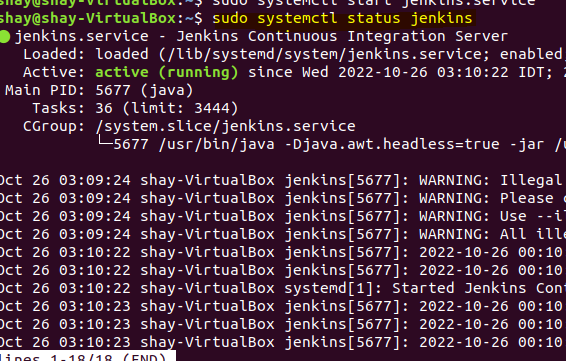 shay@shay-VirtualBox:~$ sudo systemctl start jenkins.service
shay@shay-VirtualBox:~$ sudo systemctl status jenkins
jenkins.service - Jenkins Continuous Integration Server
Loaded: loaded (/lib/systemd/system/jenkins.service; enabled;
Active: active (running) since Wed 2022-10-26 03:10:22 IDT; 2
Main PID: 5677 (java)
Tasks: 36 (limit: 3444)
CGroup: /system.slice/jenkins.service
└─5677 /usr/bin/java -Djava.awt.headless=true -jar /u
Oct 26 03:09:24 shay-VirtualBox jenkins[5677]: WARNING: Illegal
Oct 26 03:09:24 shay-VirtualBox jenkins[5677]: WARNING: Please c
Oct 26 03:09:24 shay-VirtualBox jenkins[5677]: WARNING: Use --il
Oct 26 03:09:24 shay-VirtualBox jenkins[5677]: WARNING: All ille
Oct 26 03:10:22 shay-VirtualBox jenkins[5677]: 2022-10-26 00:10
Oct 26 03:10:22 shay-VirtualBox jenkins[5677]: 2022-10-26 00:10
Oct 26 03:10:22 shay-VirtualBox systemd[1]: Started Jenkins Cont
Oct 26 03:10:23 shay-VirtualBox jenkins[5677]: 2022-10-26 00:10
Oct 26 03:10:23 shay-VirtualBox jenkins[5677]: 2022-10-26 00:10
Oct 26 03:10:23 shay-VirtualBox jenkins[5677]: 2022-10-26 00:10
lines 1-18/18 (END)